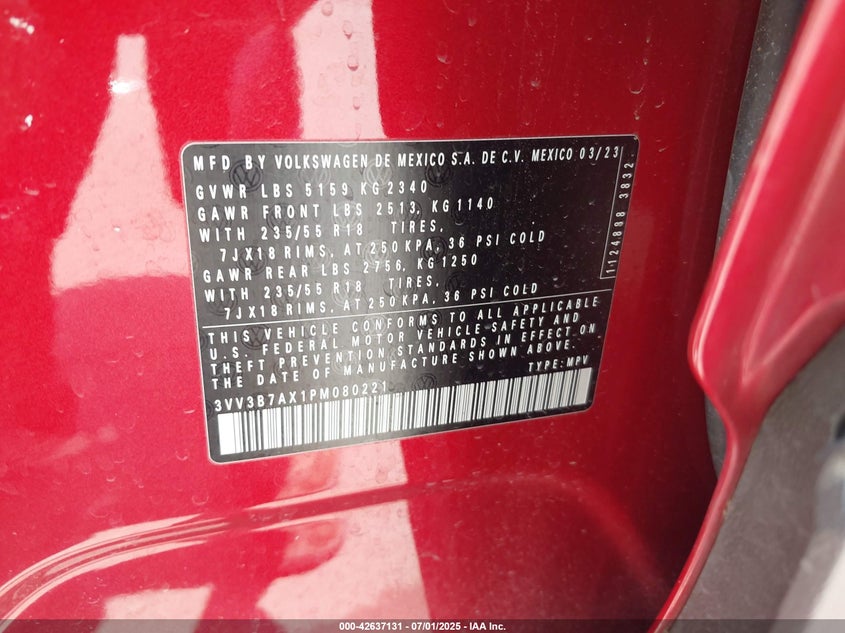 MFD BY VOLKSWAGEN DE MEXICO S.A. DE C.V. MEXICO 03/23
GVWR LBS 5159 KG 2340
GAWR FRONT LBS 2513, KG 1140
WITH 235/55 R18 TIRES,
7JX18 RIMS, AT 250 KPA, 36 PSI COLD
GAWR REAR LBS 2756, KG 1250
WITH 235/55 R18 TIRES,
7JX18 RIMS, AT 250 KPA, 36 PSI COLD
THIS VEHICLE CONFORMS TO ALL APPLICABLE
U.S. FEDERAL MOTOR VEHICLE SAFETY AND
THEFT PREVENTION STANDARDS IN EFFECT ON
THE DATE OF MANUFACTURE SHOWN ABOVE.
TYPE: MPV
3VV3B7AX1PM080221
1124888 3832
000-42637131 - 07/01/2025 - IAA Inc.